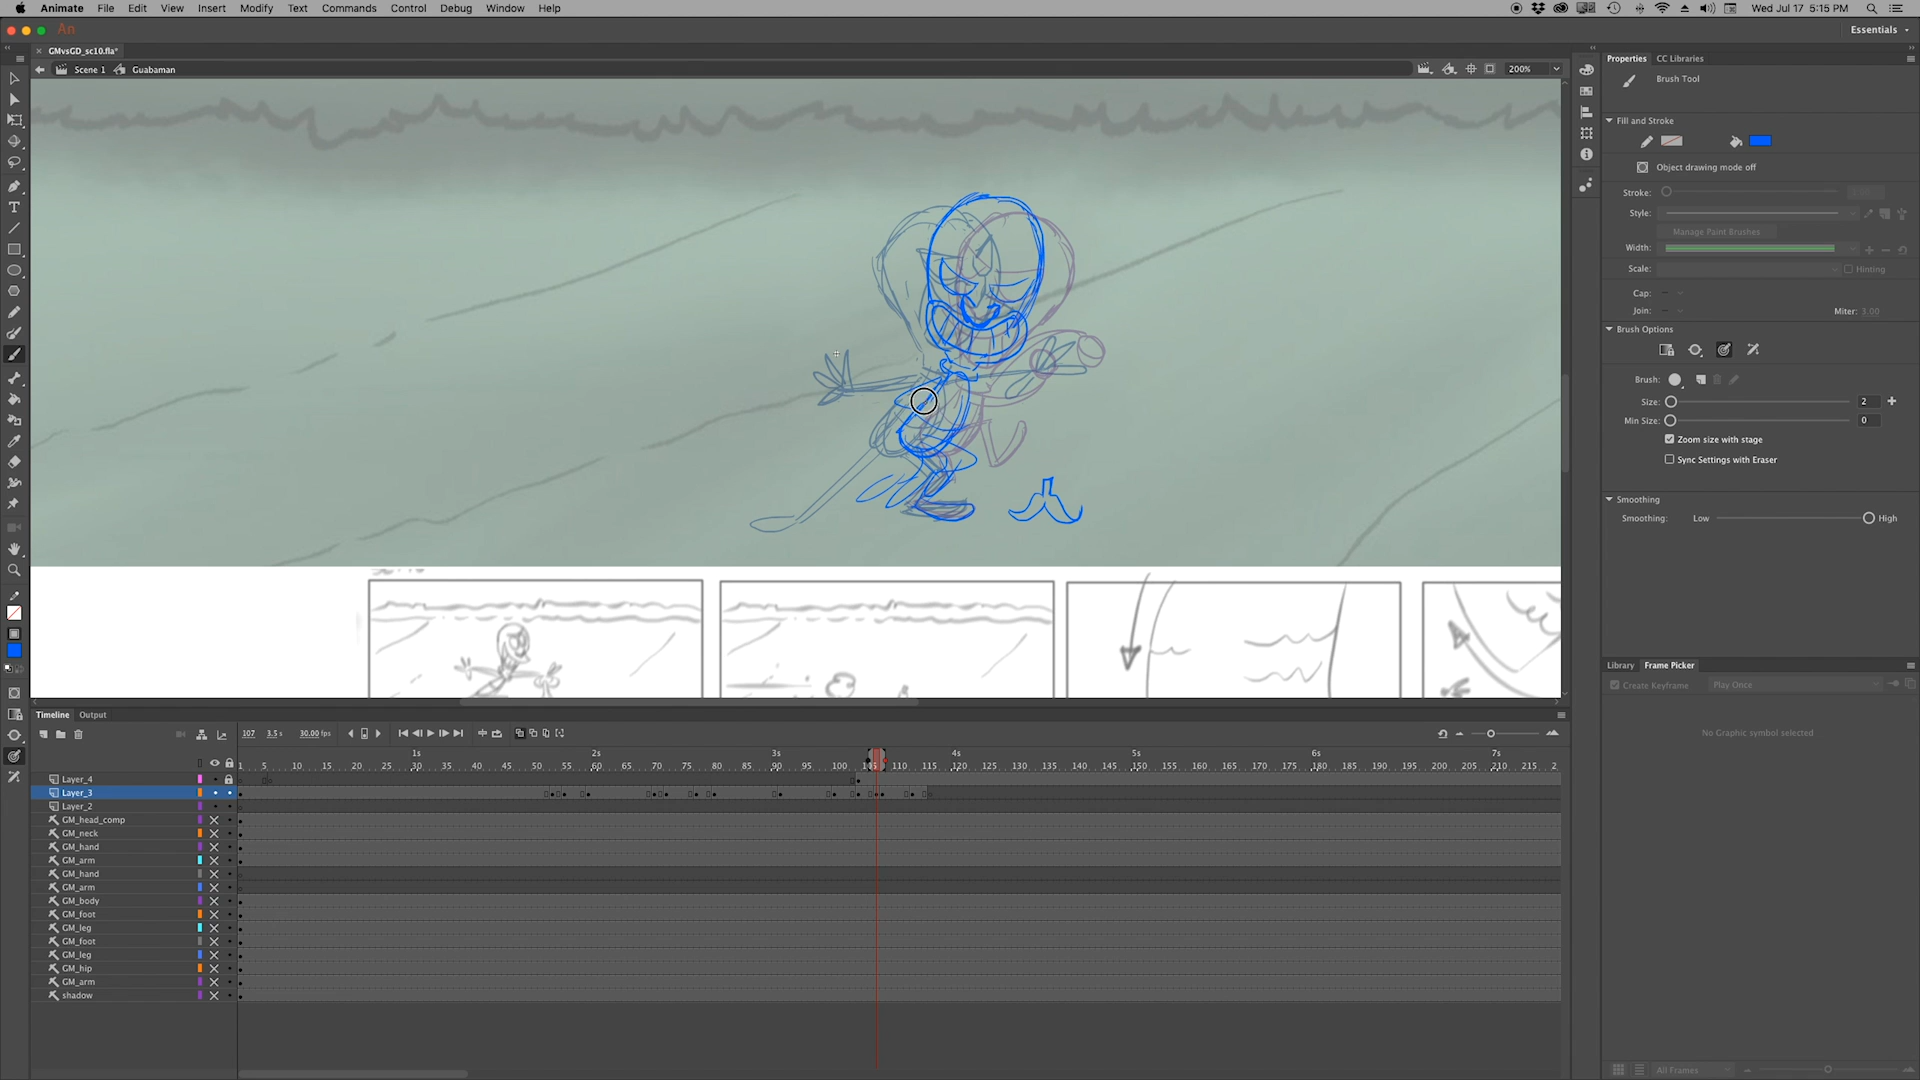 Animate File Edit View Insert Modify Text Commands Control Debug Window Help Wed Jul 17 5:15 PM
An Essentials
GMvsGD_sc10.fla*
Scene 1 Guabaman 200%
Properties CC Libraries
Brush Tool
Fill and Stroke
Object drawing mode off
Stroke:
Style:
Manage Paint Brushes
Width:
Scale: Hinting
Cap:
Join: Miter: 3.00
Brush Options
Brush:
Size: 2
Min Size: 0
Zoom size with stage
Sync Settings with Eraser
Smoothing
Smoothing: Low High
Library Frame Picker
Create Keyframe Play Once
No Graphic symbol selected
All Frames
Timeline Output
107 3.5 s 30.00 fps
1s 2s 3s 4s 5s 6s 7s
1 5 10 15 20 25 30 35 40 45 50 55 60 65 70 75 80 85 90 95 100 105 110 115 120 125 130 135 140 145 150 155 160 165 170 175 180 185 190 195 200 205 210 215 2
Layer_4
Layer_3
Layer_2
GM_head_comp
GM_neck
GM_hand
GM_arm
GM_hand
GM_arm
GM_body
GM_foot
GM_leg
GM_foot
GM_leg
GM_hip
GM_arm
shadow